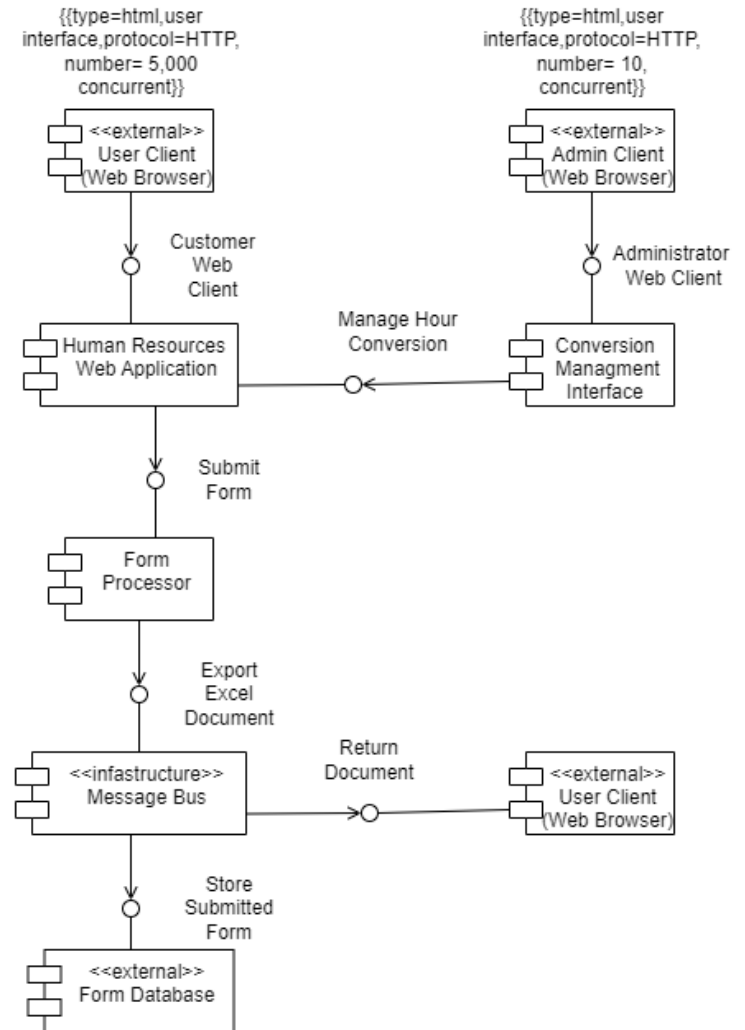 {{type=html,user
interface,protocol=HTTP,
number= 5,000
concurrent}}
{{type=html,user
interface,protocol=HTTP,
number= 10,
concurrent}}
<<external>>
User Client
(Web Browser)
<<external>>
Admin Client
(Web Browser)
Customer
Web
Client
Administrator
Web Client
Manage Hour
Conversion
Human Resources
Web Application
Conversion
Managment
Interface
Submit
Form
Form
Processor
Export
Excel
Document
Return
Document
<<infastructure>>
Message Bus
<<external>>
User Client
(Web Browser)
Store
Submitted
Form
<<external>>
Form Database